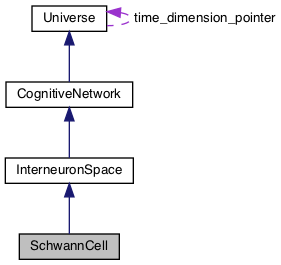 Universe
time_dimension_pointer
CognitiveNetwork
InterneuronSpace
SchwannCell